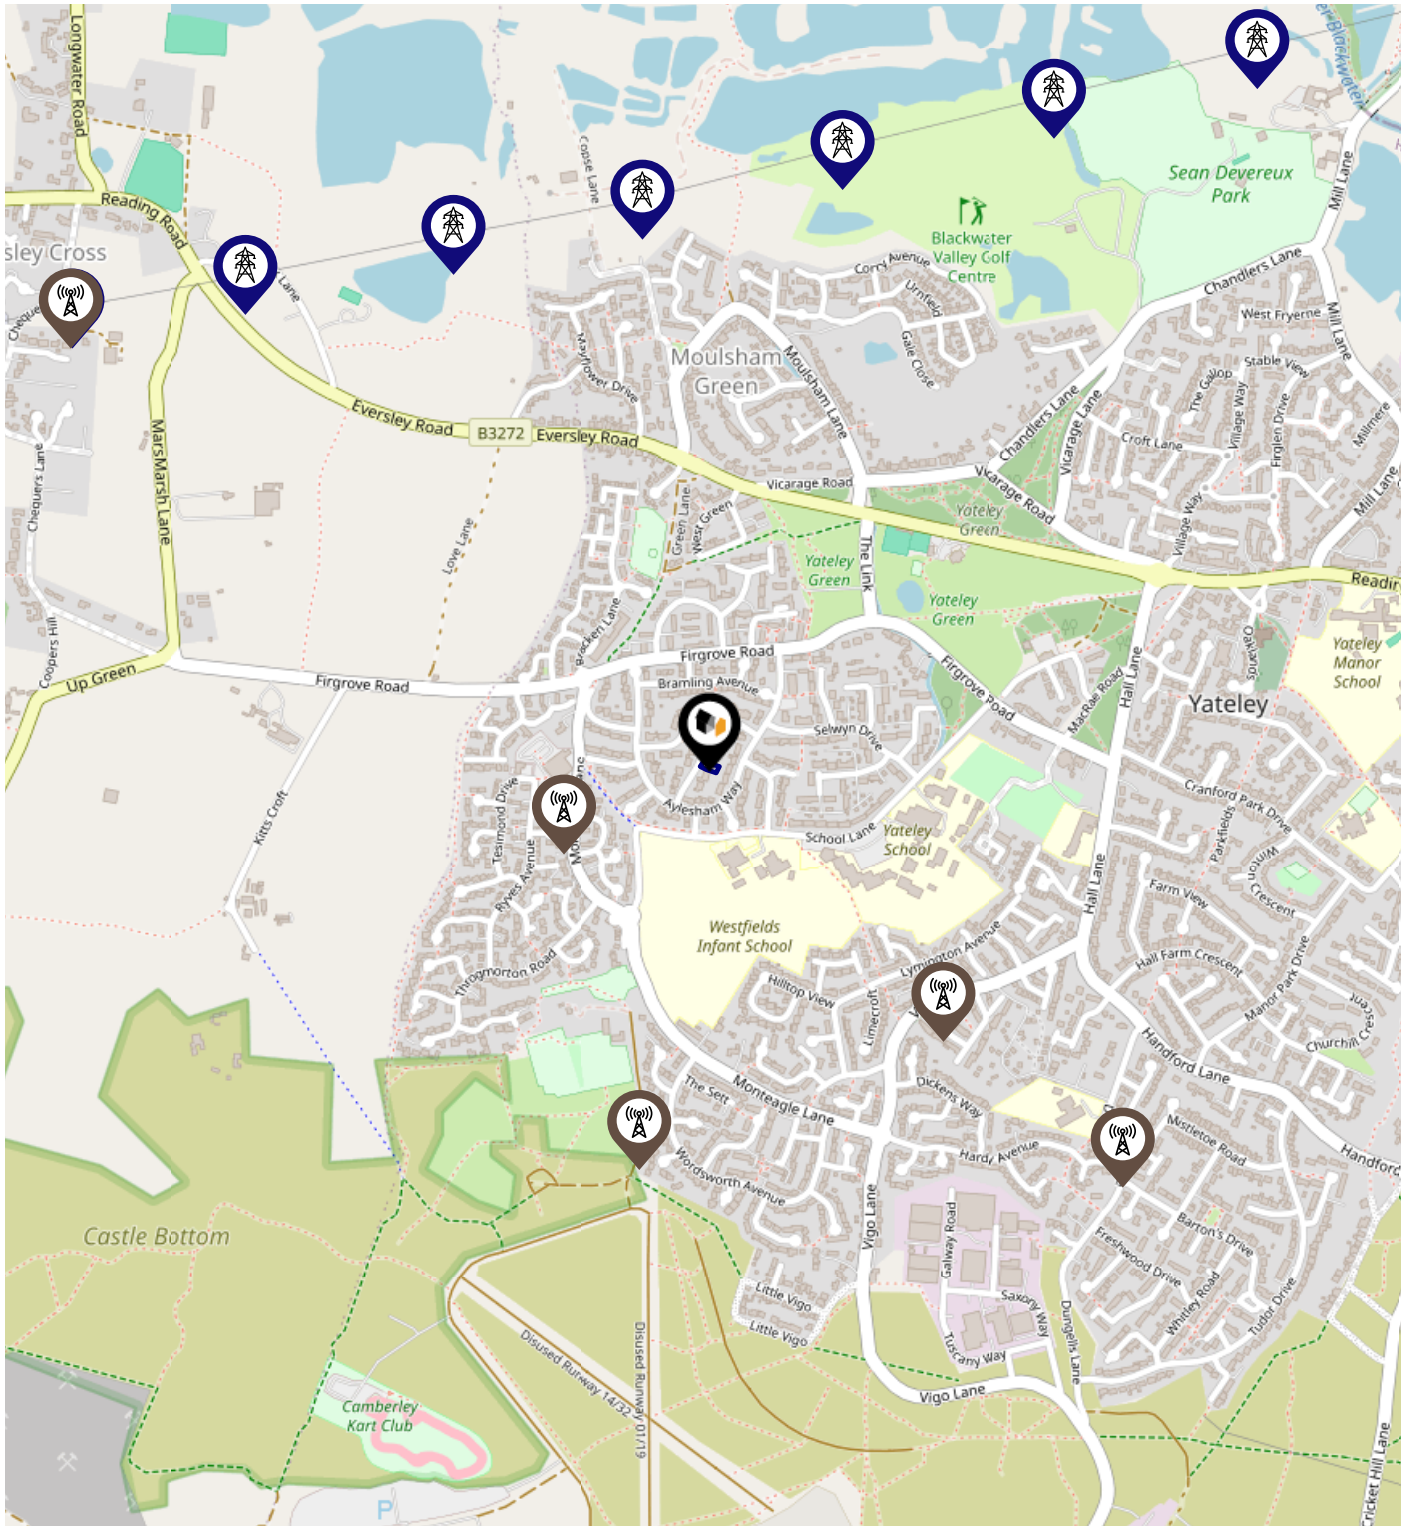 Longwater Road
Reading Road
sley Cross
Copse Lane
Lane
Mill Lane
Sean Devereux
Park
Blackwater
Valley Golf
Centre
Corry Avenue
Urnfield
Gale Close
Chandlers Lane
West Fryerne
Mill Lane
Stable View
The Gallop
Village Way
Firglen Drive
Millmere
Croft Lane
Mayflower Drive
Moulsham
Green
Moulsham Lane
Chandlers Lane
Vicarage Lane
Eversley Road
B3272
Eversley Road
Vicarage Road
Vicarage Road
Yateley
Green
Village Way
Mill Lane
Chequers Lane
Marsh Lane
Love Lane
Green Lane
West Green
The Link
Yateley
Green
Yateley
Green
Bracken Lane
Coopers Hill
Up Green
Firgrove Road
Firgrove Road
Firgrove Road
Bramling Avenue
Selwyn Drive
MacRae Road
Hall Lane
Oaklands
Yateley
Yateley
Manor
School
Kitts Croft
Tesimond Drive
Ryves Avenue
Aylesham Way
School Lane
Yateley
School
Cranford Park Drive
Parkfields
Winton Crescent
Farm View
Hall Lane
Westfields
Infant School
Throgmorton Road
Hilltop View
Limecroft
Lymington Avenue
Hall Farm Crescent
Manor Park Drive
Handford Lane
The Sett
Monteagle Lane
Dickens Way
Hardy Avenue
Mistletoe Road
Wordsworth Avenue
Castle Bottom
Vigo Lane
Galway Road
Barton's Drive
Freshwood Drive
Whitley Road
Tudor Drive
Little Vigo
Little Vigo
Saxony Way
Tuscany Way
Dungells Lane
Vigo Lane
Disused Runway 14/32
Disused Runway 01/19
Camberley
Kart Club
P
Cricket Hill Lane